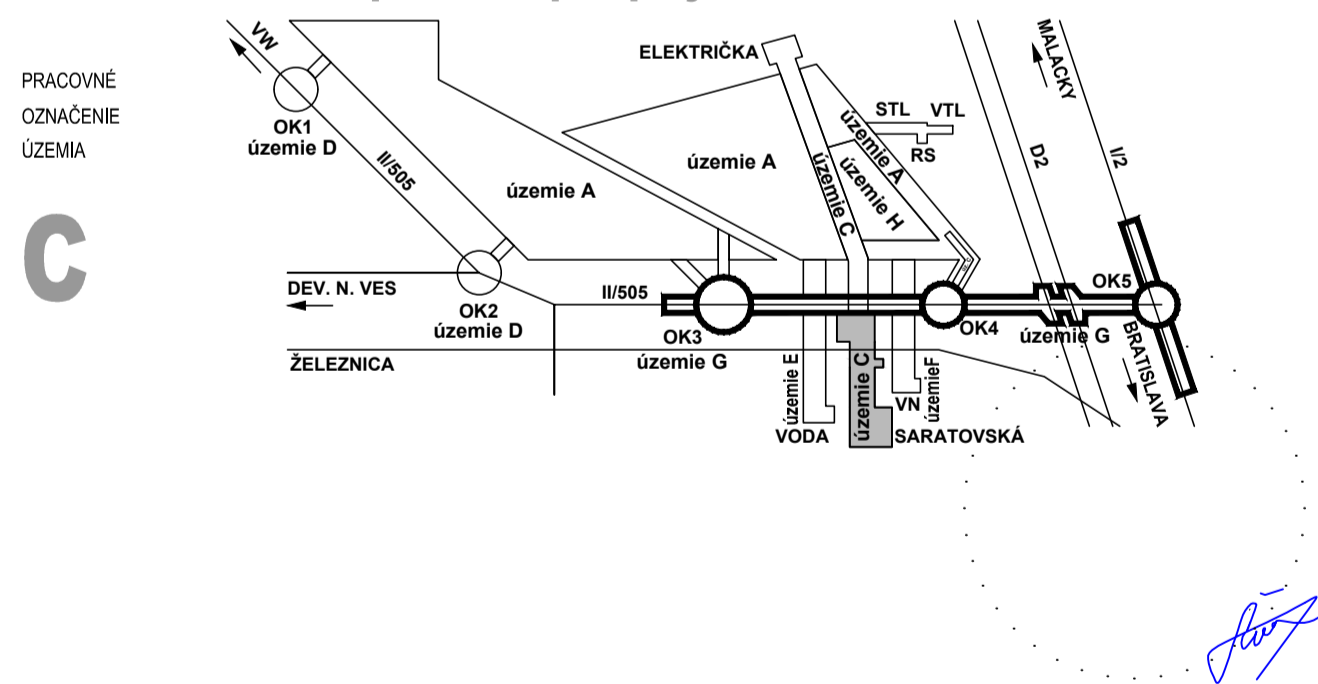 PRACOVNÉ
OZNAČENIE
ÚZEMIA
C
VW
OK1
územie D
II/505
územie A
DEV. N. VES
OK2
územie D
ŽELEZNICA
ELEKTRIČKA
územie A
územie C
územie A
územie H
STL VTL
RS
D2
MALACKY
I/2
II/505
OK3
územie G
OK4
OK5
územie G
BRATISLAVA
územie E
VODA
územie C
VN
územieF
SARATOVSKÁ